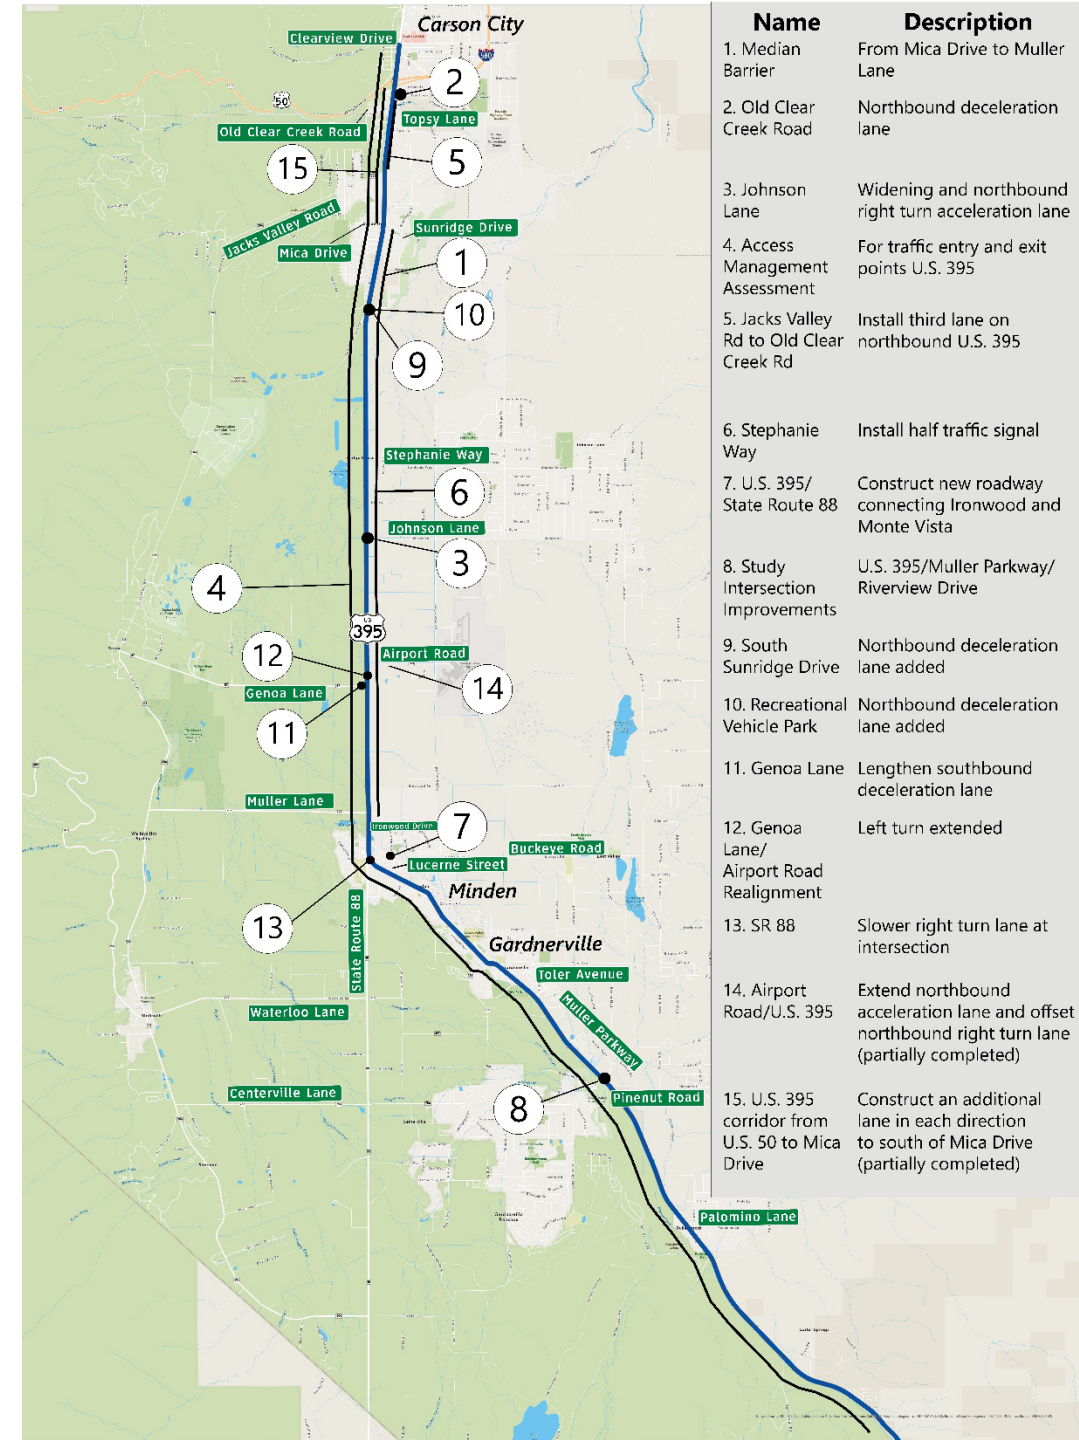 Carson City
Clearview Drive
2
50
Topsy Lane
Old Clear Creek Road
15
5
Jacks Valley Road
Sunridge Drive
Mica Drive
1
10
9
Stephanie Way
6
Johnson Lane
3
4
US
395
12
Airport Road
14
Genoa Lane
11
Muller Lane
Ironwood Drive
7
Buckeye Road
Lucerne Street
Minden
13
State Route 88
Gardnerville
Toler Avenue
Waterloo Lane
Muller Parkway
Centerville Lane
8
Pinenut Road
Palomino Lane
Name Description
1. Median From Mica Drive to Muller
Barrier Lane
2. Old Clear Northbound deceleration
Creek Road lane
3. Johnson Widening and northbound
Lane right turn acceleration lane
4. Access For traffic entry and exit
Management points U.S. 395
Assessment
5. Jacks Valley Install third lane on
Rd to Old Clear northbound U.S. 395
Creek Rd
6. Stephanie Install half traffic signal
Way
7. U.S. 395/ Construct new roadway
State Route 88 connecting Ironwood and
Monte Vista
8. Study U.S. 395/Muller Parkway/
Intersection Riverview Drive
Improvements
9. South Northbound deceleration
Sunridge Drive lane added
10. Recreational Northbound deceleration
Vehicle Park lane added
11. Genoa Lane Lengthen southbound
deceleration lane
12. Genoa Left turn extended
Lane/
Airport Road
Realignment
13. SR 88 Slower right turn lane at
intersection
14. Airport Extend northbound
Road/U.S. 395 acceleration lane and offset
northbound right turn lane
(partially completed)
15. U.S. 395 Construct an additional
corridor from lane in each direction
U.S. 50 to Mica to south of Mica Drive
Drive (partially completed)